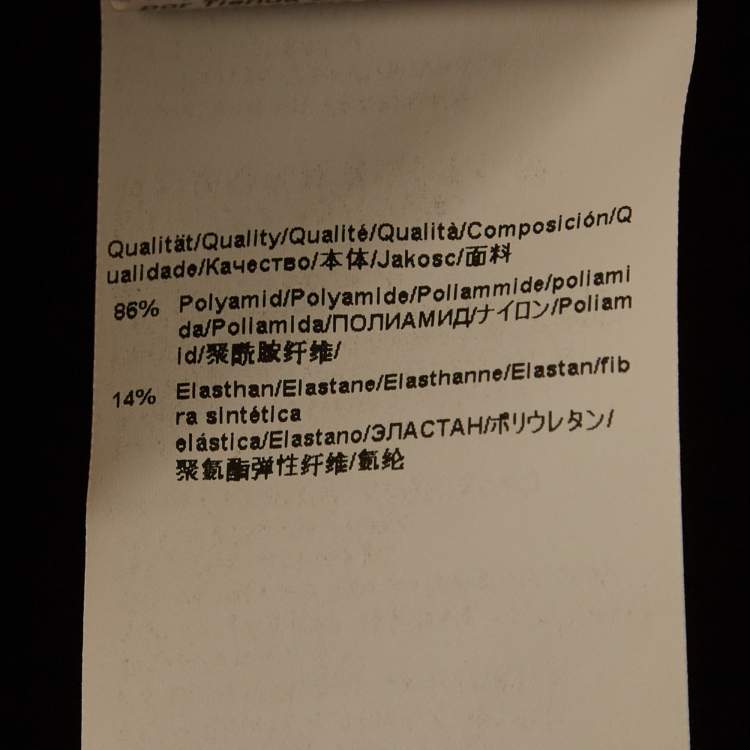 Qualität/Quality/Qualité/Qualità/Composición/Q
ualidade/Качество/本体/Jakosc/面料
86% Polyamid/Polyamide/Poliammide/poliami
da/Poliamida/ПОЛИАМИД/ナイロン/Poliam
id/聚酰胺纤维/
14% Elasthan/Elastane/Elasthanne/Elastan/fib
ra sintética
elástica/Elastano/ЭЛАСТАН/ポリウレタン/
聚氨酯弹性纤维/氨纶